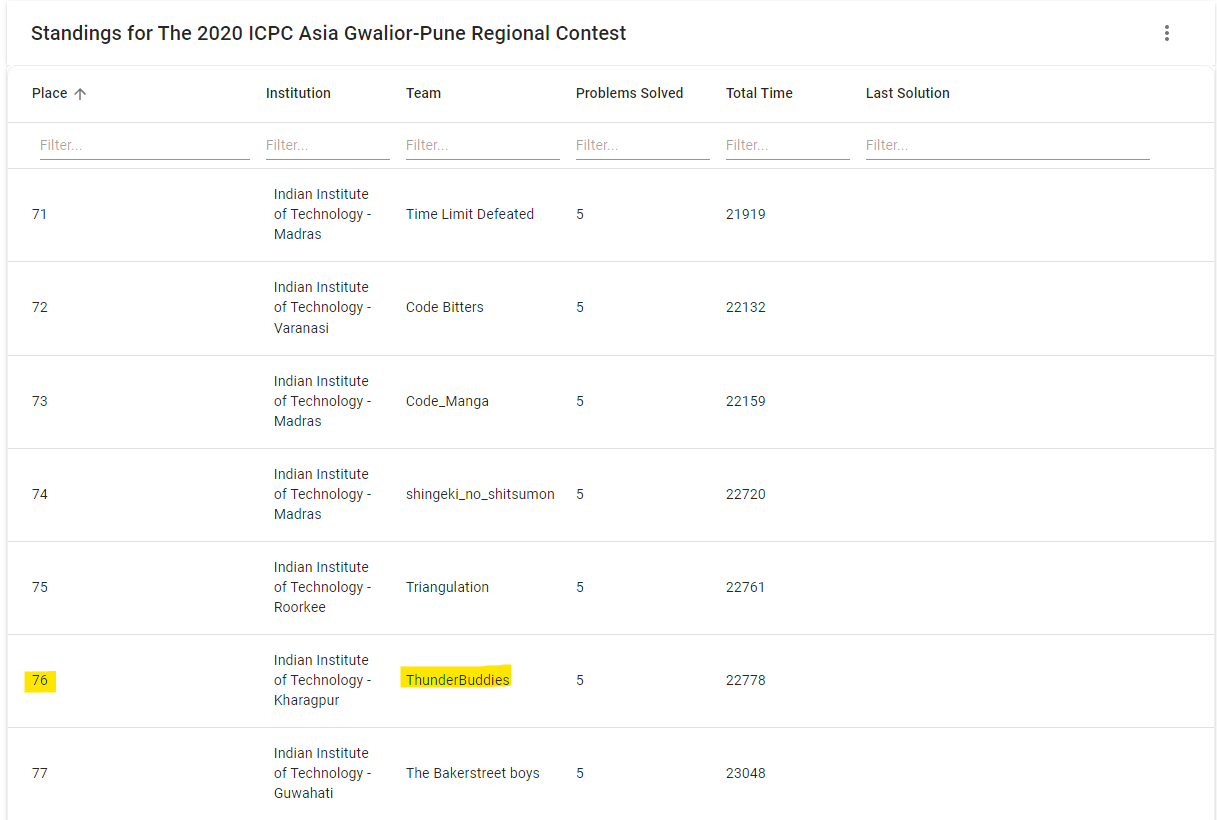 Standings for The 2020 ICPC Asia Gwalior-Pune Regional Contest
Place Institution Team Problems Solved Total Time Last Solution
Filter... Filter... Filter... Filter... Filter... Filter...
Indian Institute
71 of Technology - Time Limit Defeated 5 21919
Madras
Indian Institute
72 of Technology - Code Bitters 5 22132
Varanasi
Indian Institute
73 of Technology - Code_Manga 5 22159
Madras
Indian Institute
74 of Technology - shingeki_no_shitsumon 5 22720
Madras
Indian Institute
75 of Technology - Triangulation 5 22761
Roorkee
Indian Institute
76 of Technology - ThunderBuddies 5 22778
Kharagpur
Indian Institute
77 of Technology - The Bakerstreet boys 5 23048
Guwahati